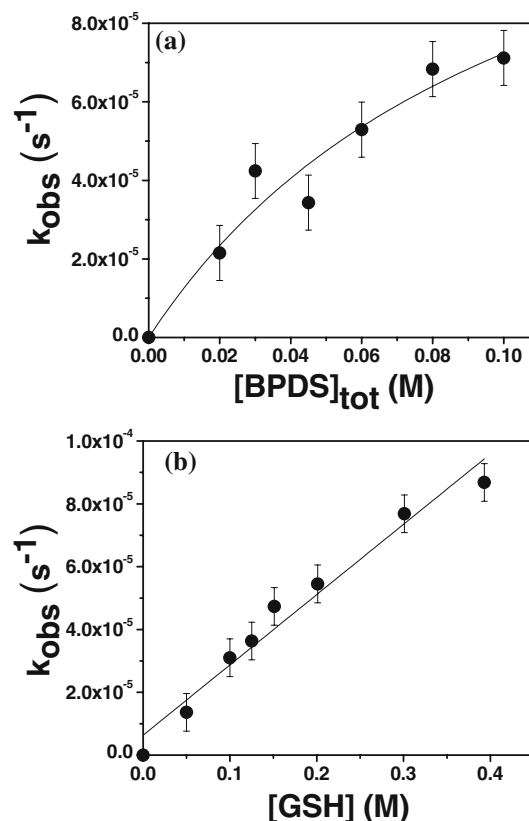 (a)
8.0x10-5
6.0x10-5
4.0x10-5
2.0x10-5
0.0
kobs (s-1)
0.00 0.02 0.04 0.06 0.08 0.10
[BPDS]tot (M)
(b)
1.0x10-4
8.0x10-5
6.0x10-5
4.0x10-5
2.0x10-5
0.0
kobs (s-1)
0.0 0.1 0.2 0.3 0.4
[GSH] (M)